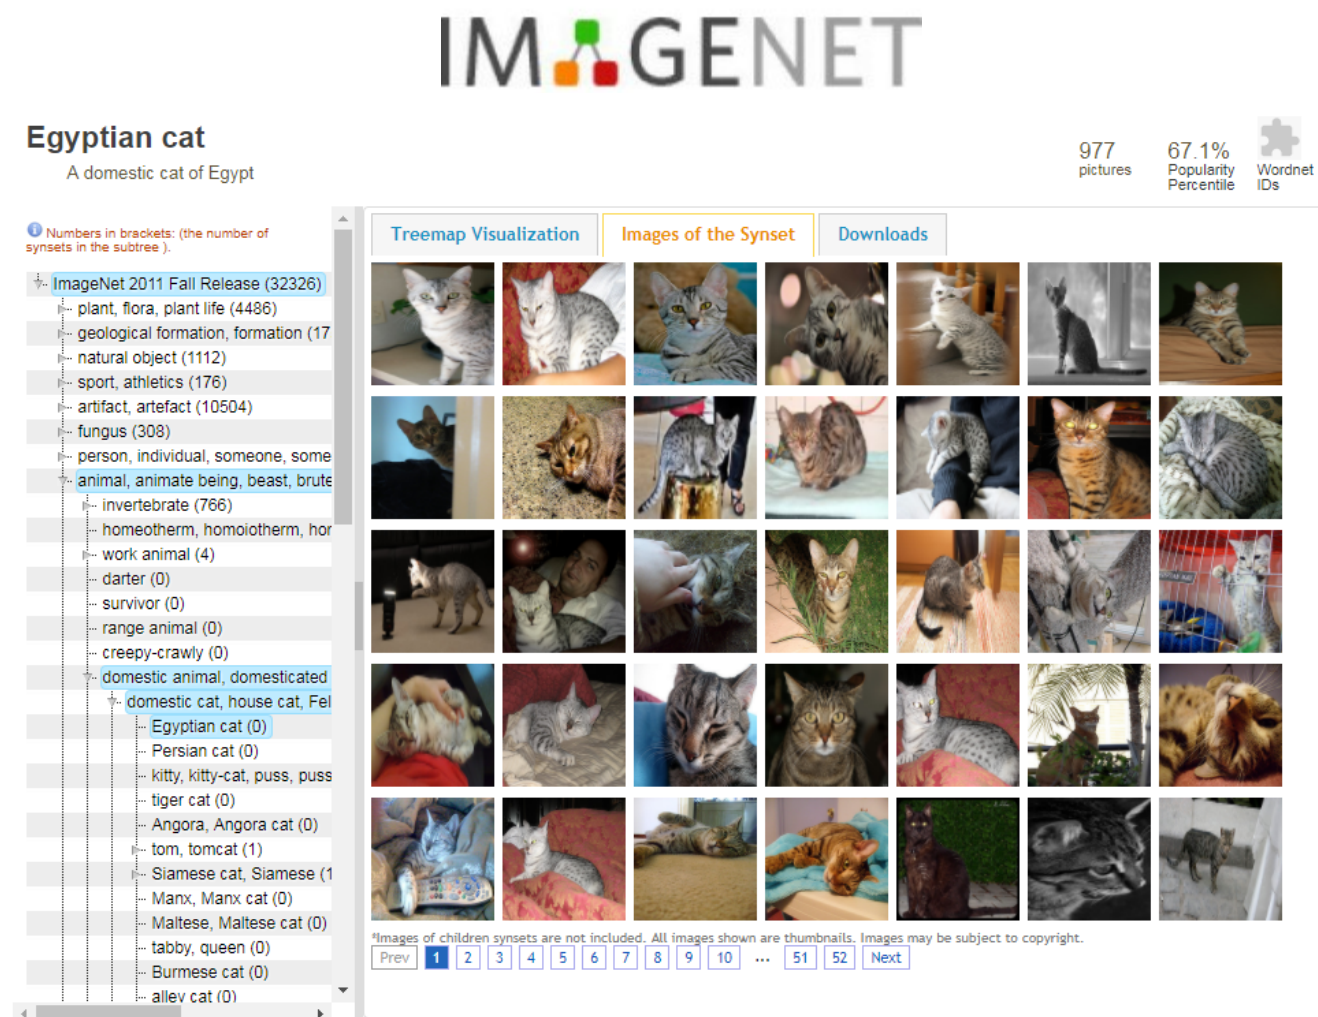 IMAGENET
Egyptian cat
A domestic cat of Egypt
977
pictures
67.1%
Popularity
Percentile
Wordnet
IDs
Numbers in brackets: (the number of
synsets in the subtree ).
ImageNet 2011 Fall Release (32326)
plant, flora, plant life (4486)
geological formation, formation (17
natural object (1112)
sport, athletics (176)
artifact, artefact (10504)
fungus (308)
person, individual, someone, some
animal, animate being, beast, brute
invertebrate (766)
homeotherm, homoiotherm, hor
work animal (4)
darter (0)
survivor (0)
range animal (0)
creepy-crawly (0)
domestic animal, domesticated
domestic cat, house cat, Fel
Egyptian cat (0)
Persian cat (0)
kitty, kitty-cat, puss, puss
tiger cat (0)
Angora, Angora cat (0)
tom, tomcat (1)
Siamese cat, Siamese (1
Manx, Manx cat (0)
Maltese, Maltese cat (0)
tabby, queen (0)
Burmese cat (0)
alley cat (0)
Treemap Visualization
Images of the Synset
Downloads
*Images of children synsets are not included. All images shown are thumbnails. Images may be subject to copyright.
Prev 1 2 3 4 5 6 7 8 9 10 ... 51 52 Next